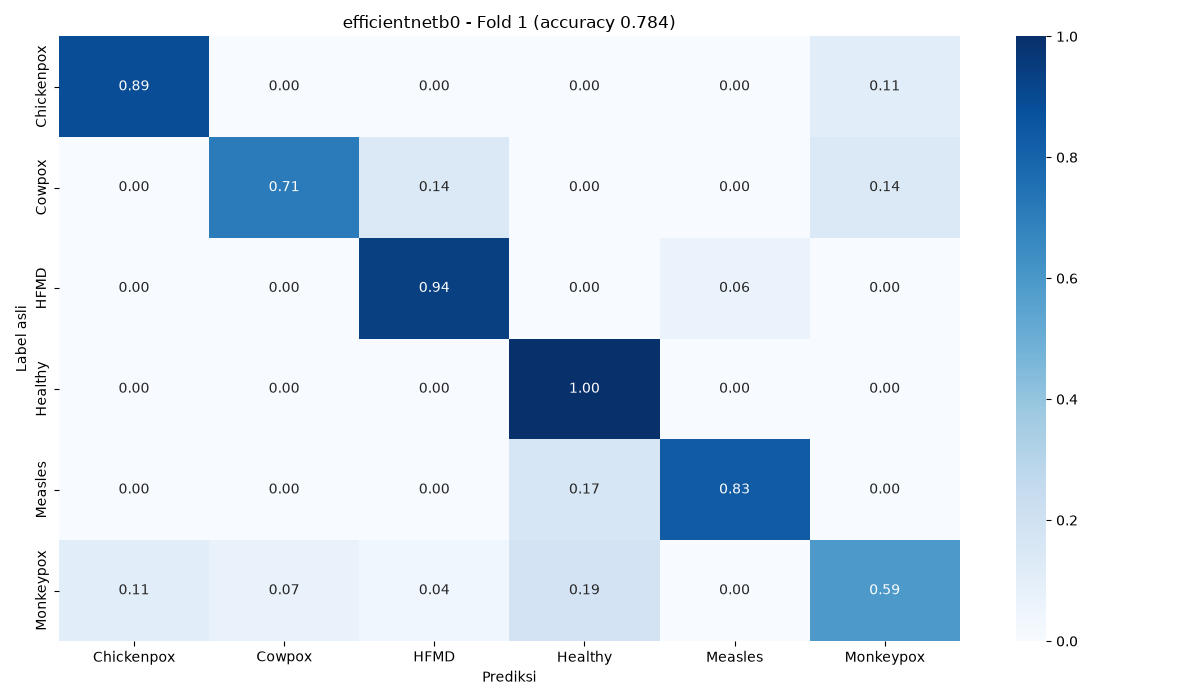 efficientnetb0 - Fold 1 (accuracy 0.784)
Label asli
Chickenpox 0.89 0.00 0.00 0.00 0.00 0.11
Cowpox 0.00 0.71 0.14 0.00 0.00 0.14
HFMD 0.00 0.00 0.94 0.00 0.06 0.00
Healthy 0.00 0.00 0.00 1.00 0.00 0.00
Measles 0.00 0.00 0.00 0.17 0.83 0.00
Monkeypox 0.11 0.07 0.04 0.19 0.00 0.59
Chickenpox Cowpox HFMD Healthy Measles Monkeypox
Prediksi
1.0
0.8
0.6
0.4
0.2
0.0